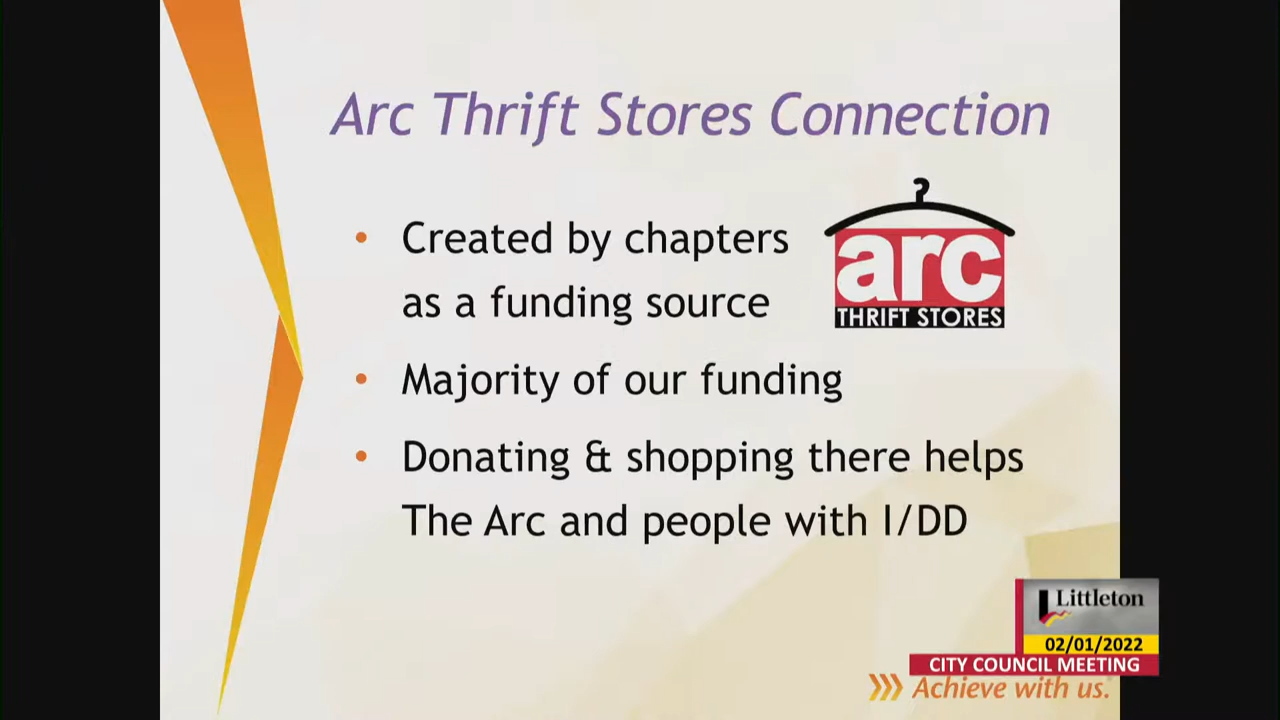 Arc Thrift Stores Connection
• Created by chapters
as a funding source
arc
THRIFT STORES
• Majority of our funding
• Donating & shopping there helps
The Arc and people with I/DD
Littleton
02/01/2022
CITY COUNCIL MEETING
Achieve with us.